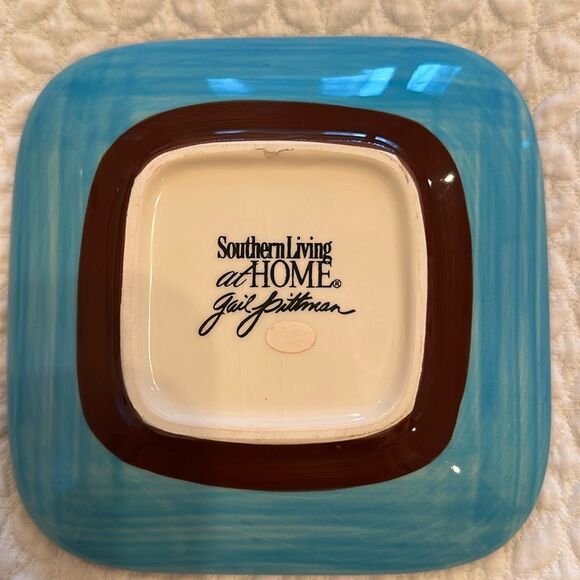 Southern Living
at HOME®
Gail Pittman